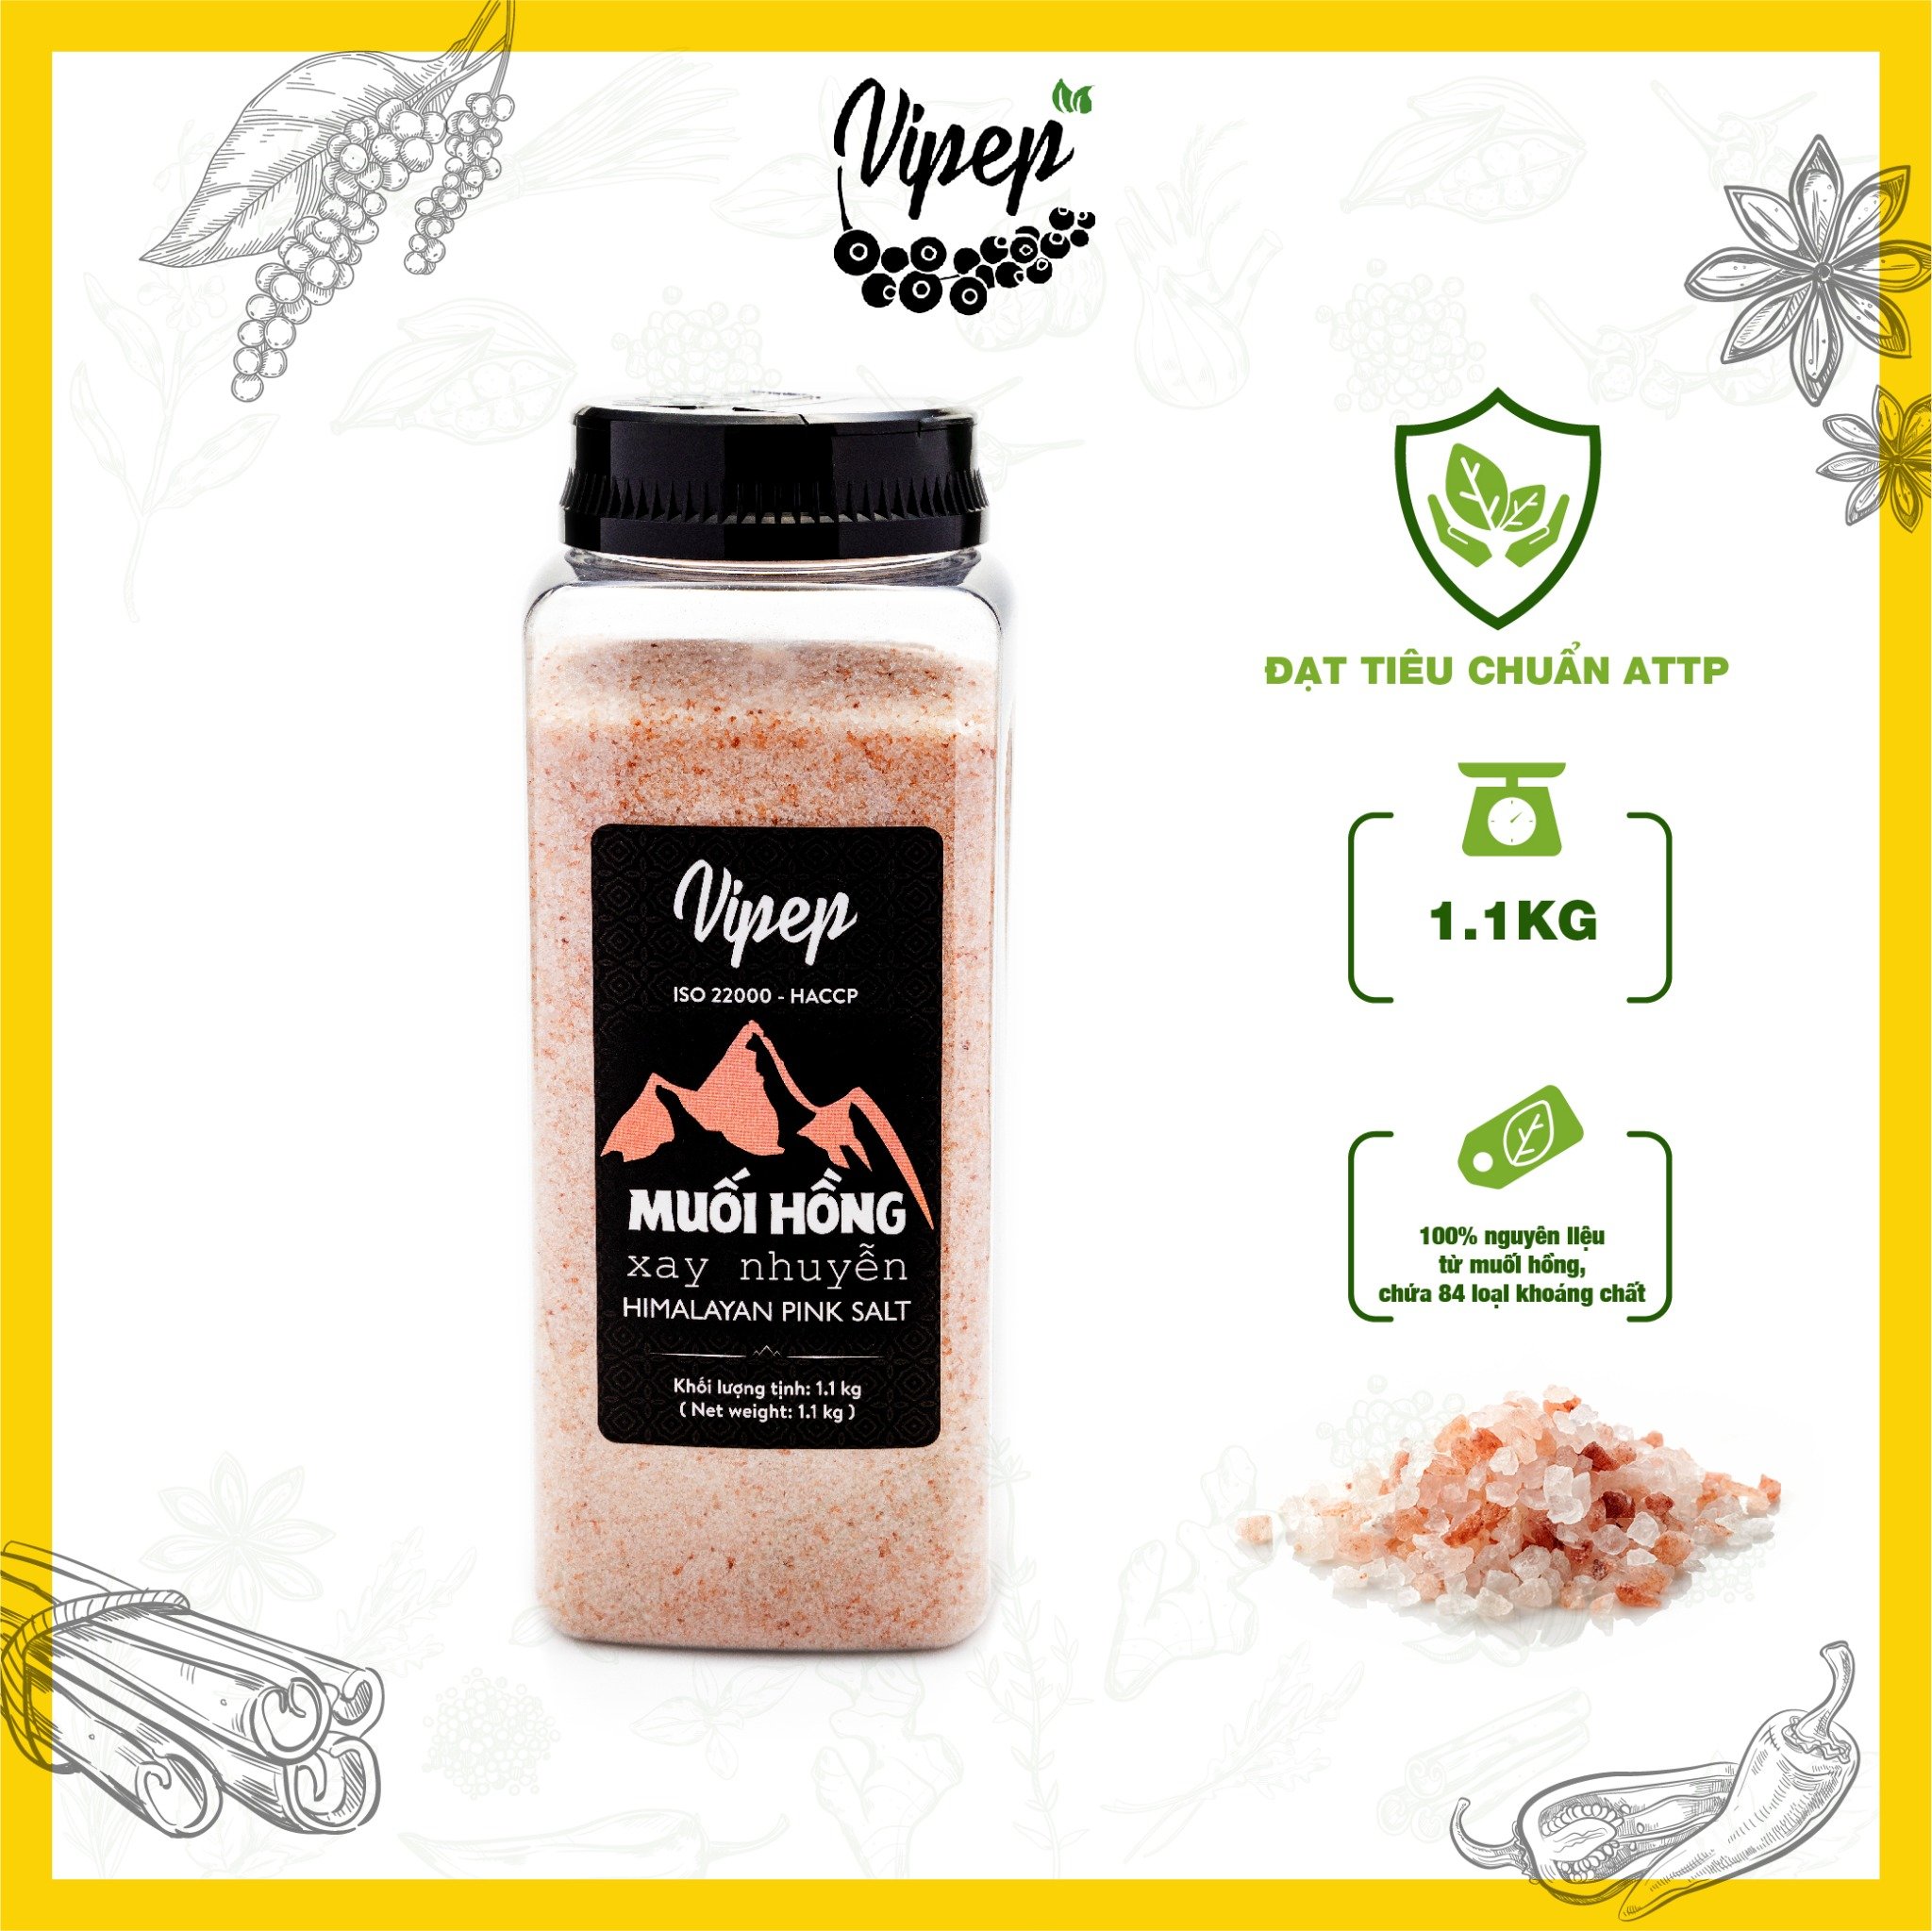 Vipep
ĐẠT TIÊU CHUẨN ATTP
1.1KG
100% nguyên liệu
từ muối hồng,
chứa 84 loại khoáng chất
Vipep
ISO 22000 - HACCP
MUỐI HỒNG
xay nhuyễn
HIMALAYAN PINK SALT
Khối lượng tịnh: 1.1 kg
( Net weight: 1.1 kg )